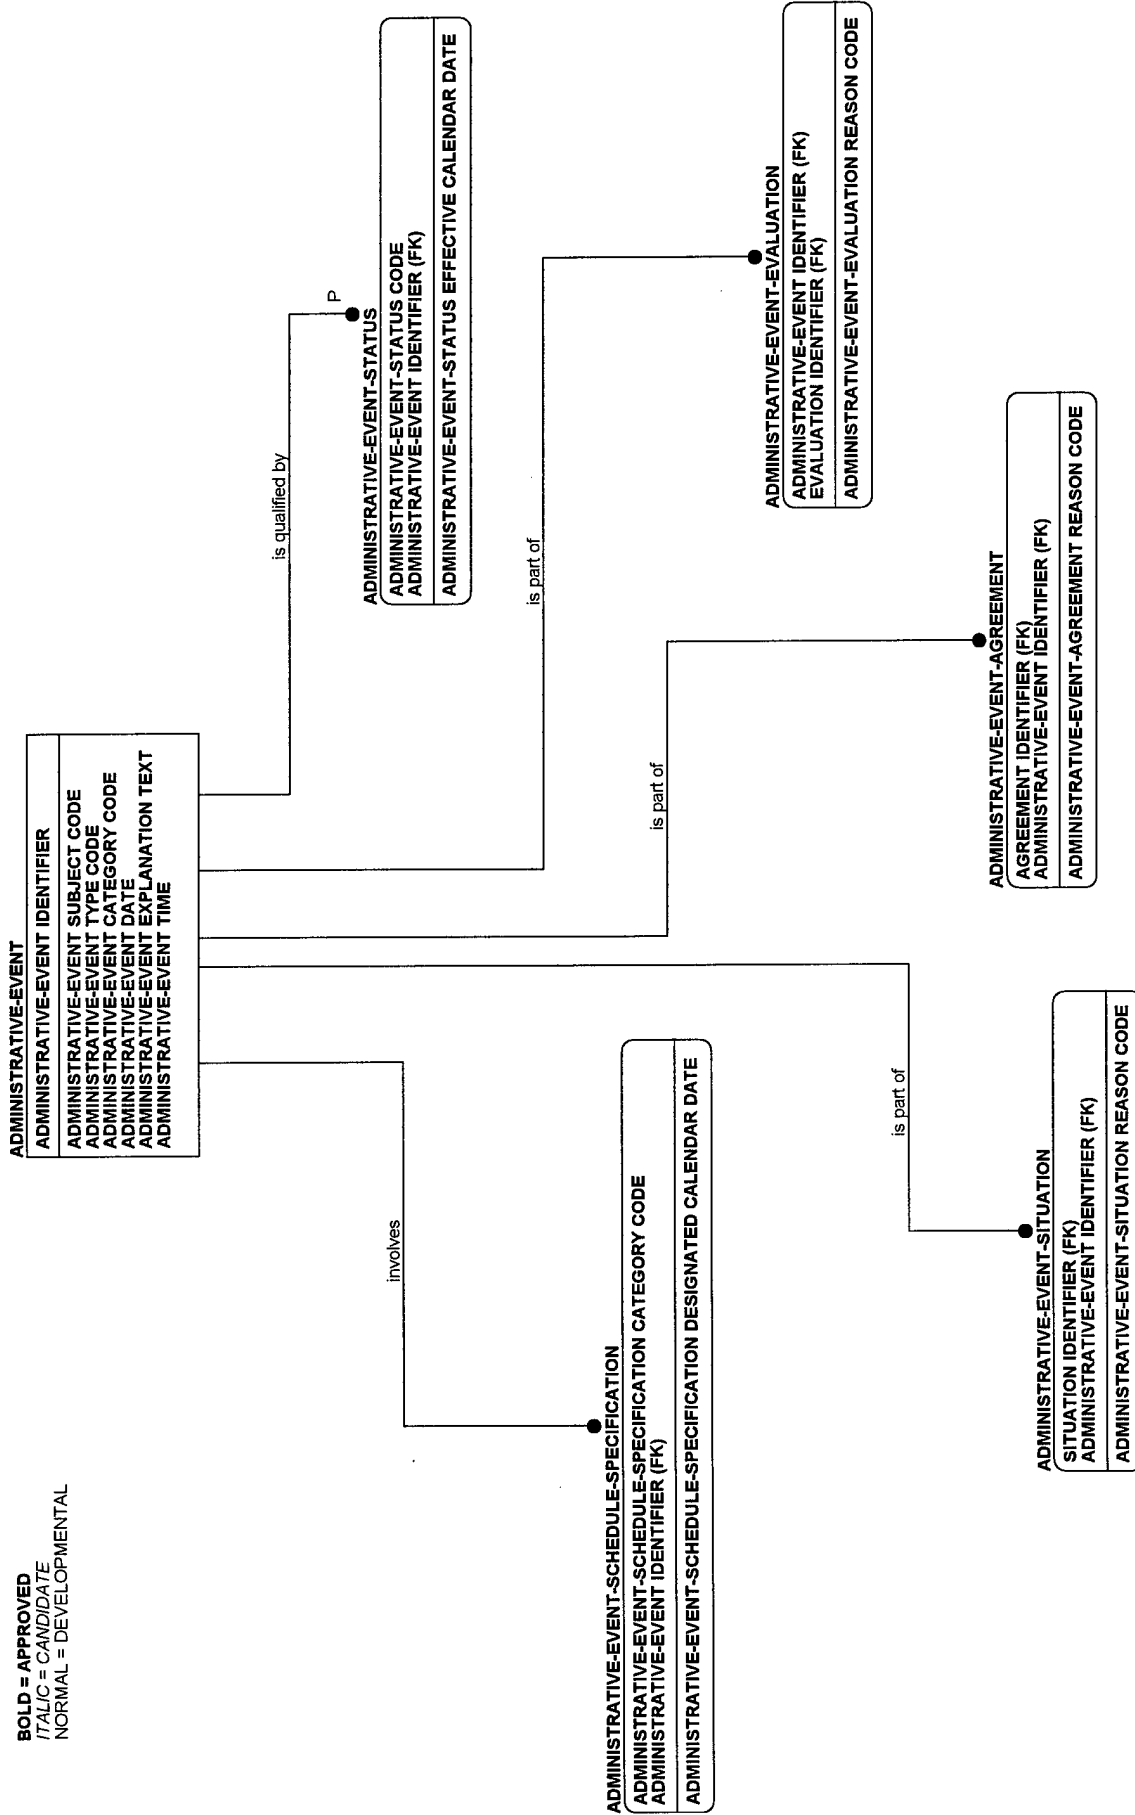 BOLD = APPROVED
ITALIC = CANDIDATE
NORMAL = DEVELOPMENTAL
ADMINISTRATIVE-EVENT
ADMINISTRATIVE-EVENT IDENTIFIER
ADMINISTRATIVE-EVENT SUBJECT CODE
ADMINISTRATIVE-EVENT TYPE CODE
ADMINISTRATIVE-EVENT CATEGORY CODE
ADMINISTRATIVE-EVENT DATE
ADMINISTRATIVE-EVENT EXPLANATION TEXT
ADMINISTRATIVE-EVENT TIME
is qualified by
P
ADMINISTRATIVE-EVENT-STATUS
ADMINISTRATIVE-EVENT-STATUS CODE
ADMINISTRATIVE-EVENT IDENTIFIER (FK)
ADMINISTRATIVE-EVENT-STATUS EFFECTIVE CALENDAR DATE
involves
ADMINISTRATIVE-EVENT-SCHEDULE-SPECIFICATION
ADMINISTRATIVE-EVENT-SCHEDULE-SPECIFICATION CATEGORY CODE
ADMINISTRATIVE-EVENT IDENTIFIER (FK)
ADMINISTRATIVE-EVENT-SCHEDULE-SPECIFICATION DESIGNATED CALENDAR DATE
is part of
ADMINISTRATIVE-EVENT-EVALUATION
ADMINISTRATIVE-EVENT IDENTIFIER (FK)
EVALUATION IDENTIFIER (FK)
ADMINISTRATIVE-EVENT-EVALUATION REASON CODE
is part of
ADMINISTRATIVE-EVENT-AGREEMENT
AGREEMENT IDENTIFIER (FK)
ADMINISTRATIVE-EVENT IDENTIFIER (FK)
ADMINISTRATIVE-EVENT-AGREEMENT REASON CODE
is part of
ADMINISTRATIVE-EVENT-SITUATION
SITUATION IDENTIFIER (FK)
ADMINISTRATIVE-EVENT IDENTIFIER (FK)
ADMINISTRATIVE-EVENT-SITUATION REASON CODE